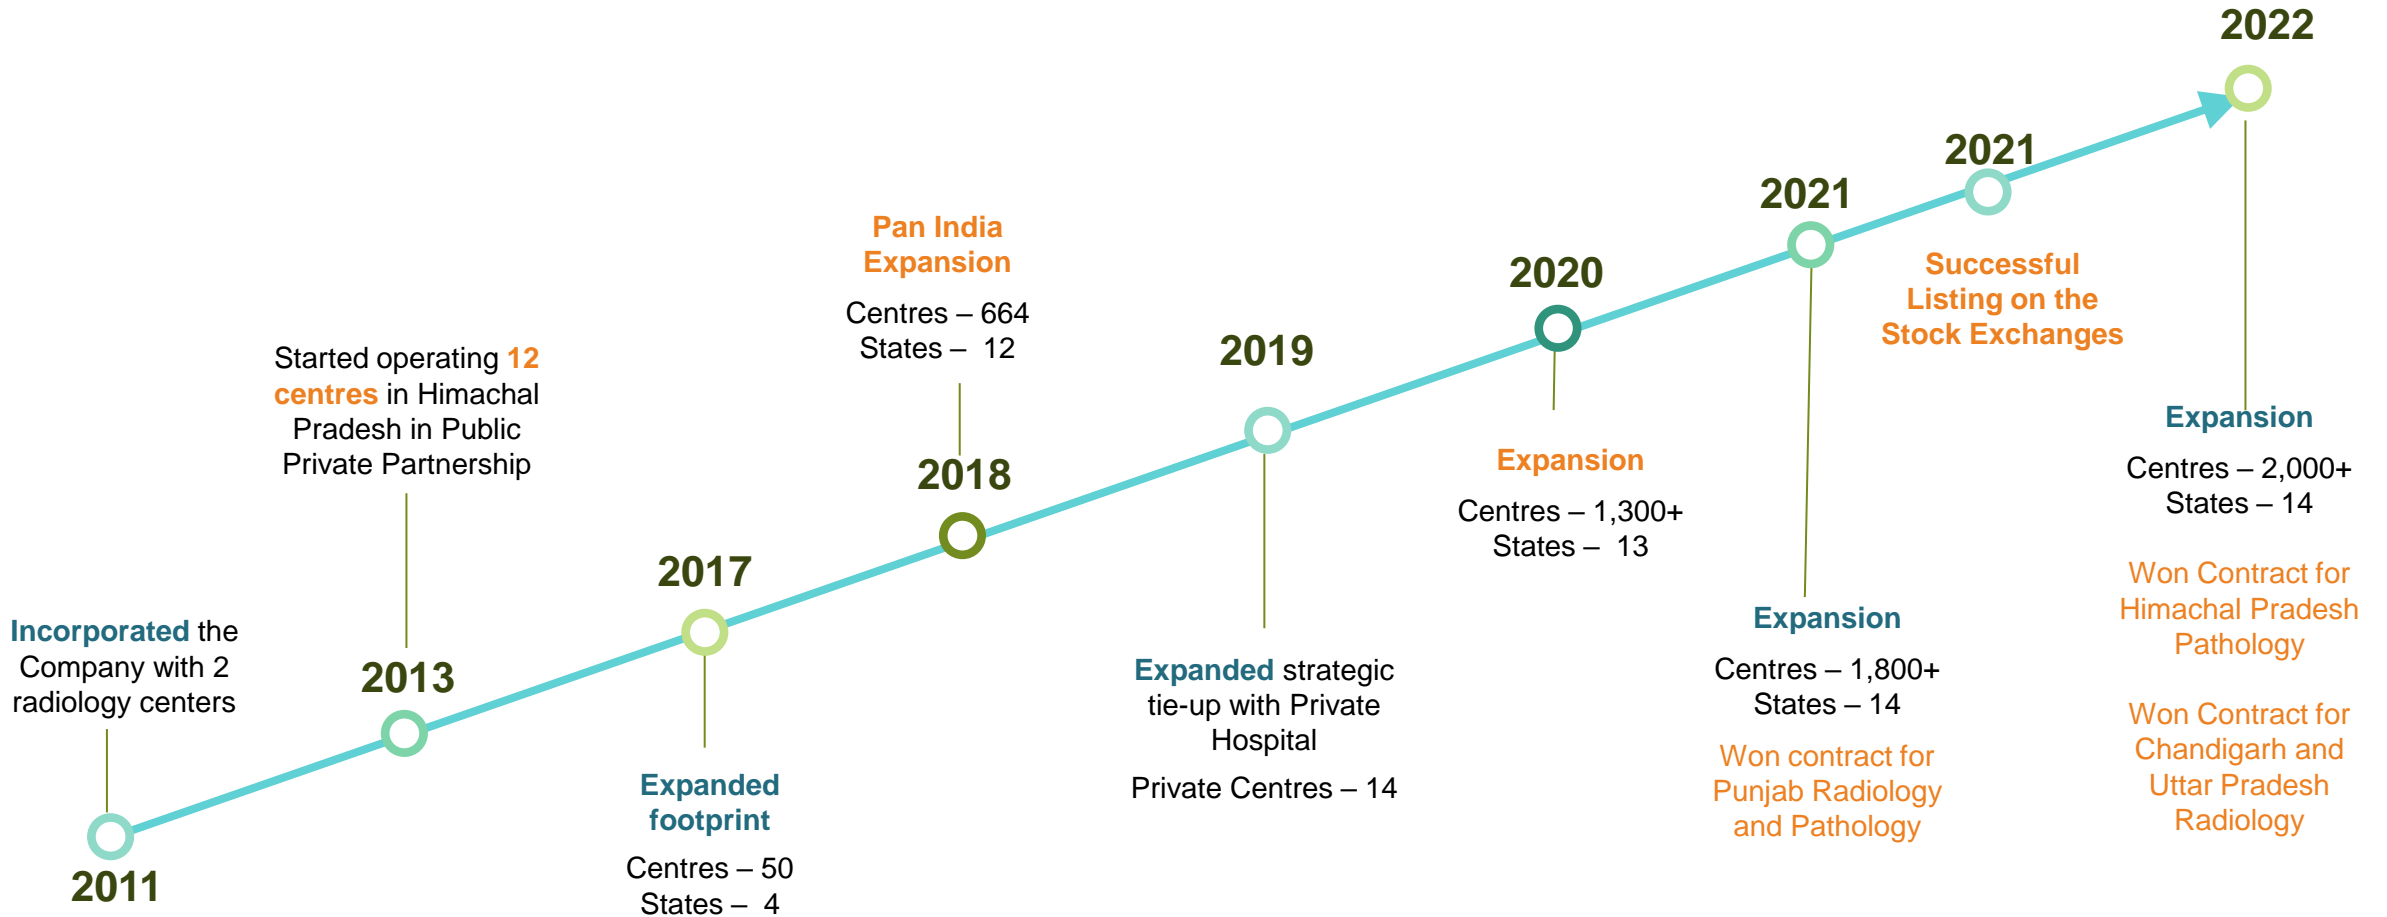 Incorporated the
Company with 2
radiology centers
2011
Started operating 12
centres in Himachal
Pradesh in Public
Private Partnership
2013
2017
Expanded
footprint
Centres – 50
States – 4
Pan India
Expansion
Centres – 664
States – 12
2018
2019
Expanded strategic
tie-up with Private
Hospital
Private Centres – 14
2020
Expansion
Centres – 1,300+
States – 13
2021
Expansion
Centres – 1,800+
States – 14
Won contract for
Punjab Radiology
and Pathology
2021
Successful
Listing on the
Stock Exchanges
2022
Expansion
Centres – 2,000+
States – 14
Won Contract for
Himachal Pradesh
Pathology
Won Contract for
Chandigarh and
Uttar Pradesh
Radiology